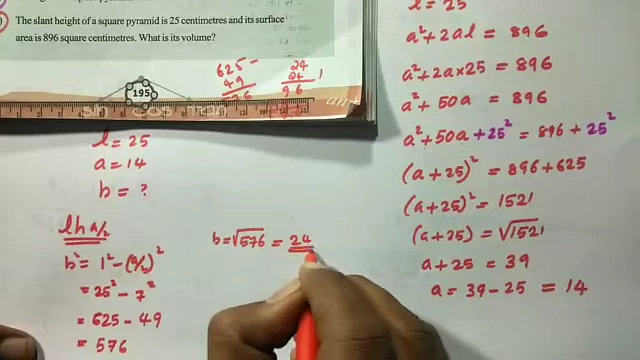 The slant height of a square pyramid is 25 centimetres and its surface
area is 896 square centimetres. What is its volume?
625-
49
576
24
24
96
195
sin cos tan
l = 25
a = 14
h = ?
l h a/2
h² = l² - (a/2)²
= 25² - 7²
= 625 - 49
= 576
h = √576 = 24
l = 25
a² + 2al = 896
a² + 2a×25 = 896
a² + 50a = 896
a² + 50a + 25² = 896 + 25²
(a+25)² = 896 + 625
(a+25)² = 1521
(a+25) = √1521
a + 25 = 39
a = 39 - 25 = 14